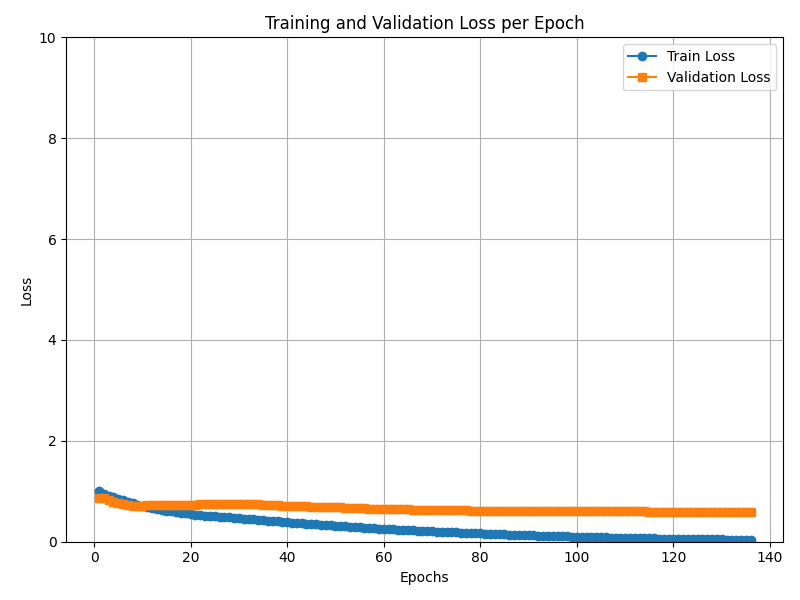 Training and Validation Loss per Epoch
10
8
6
4
2
0
Loss
Train Loss
Validation Loss
0 20 40 60 80 100 120 140
Epochs